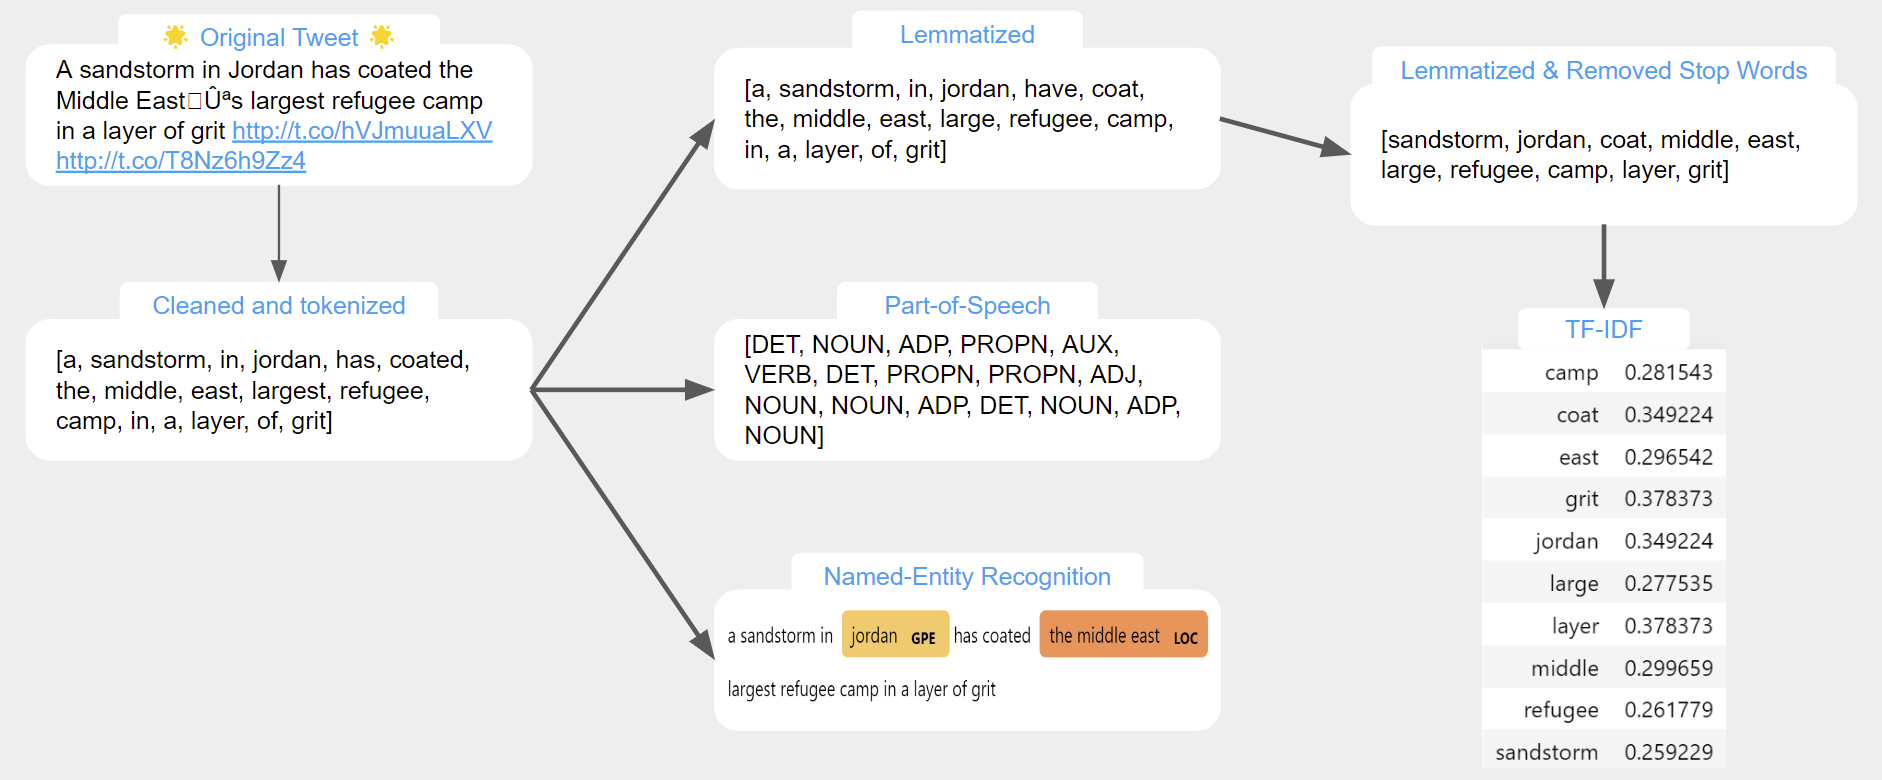 🌟 Original Tweet 🌟
A sandstorm in Jordan has coated the
Middle East□Ûªs largest refugee camp
in a layer of grit http://t.co/hVJmuuaLXV
http://t.co/T8Nz6h9Zz4
Cleaned and tokenized
[a, sandstorm, in, jordan, has, coated,
the, middle, east, largest, refugee,
camp, in, a, layer, of, grit]
Lemmatized
[a, sandstorm, in, jordan, have, coat,
the, middle, east, large, refugee, camp,
in, a, layer, of, grit]
Part-of-Speech
[DET, NOUN, ADP, PROPN, AUX,
VERB, DET, PROPN, PROPN, ADJ,
NOUN, NOUN, ADP, DET, NOUN, ADP,
NOUN]
Named-Entity Recognition
a sandstorm in jordan GPE has coated the middle east LOC
largest refugee camp in a layer of grit
Lemmatized & Removed Stop Words
[sandstorm, jordan, coat, middle, east,
large, refugee, camp, layer, grit]
TF-IDF
camp 0.281543
coat 0.349224
east 0.296542
grit 0.378373
jordan 0.349224
large 0.277535
layer 0.378373
middle 0.299659
refugee 0.261779
sandstorm 0.259229